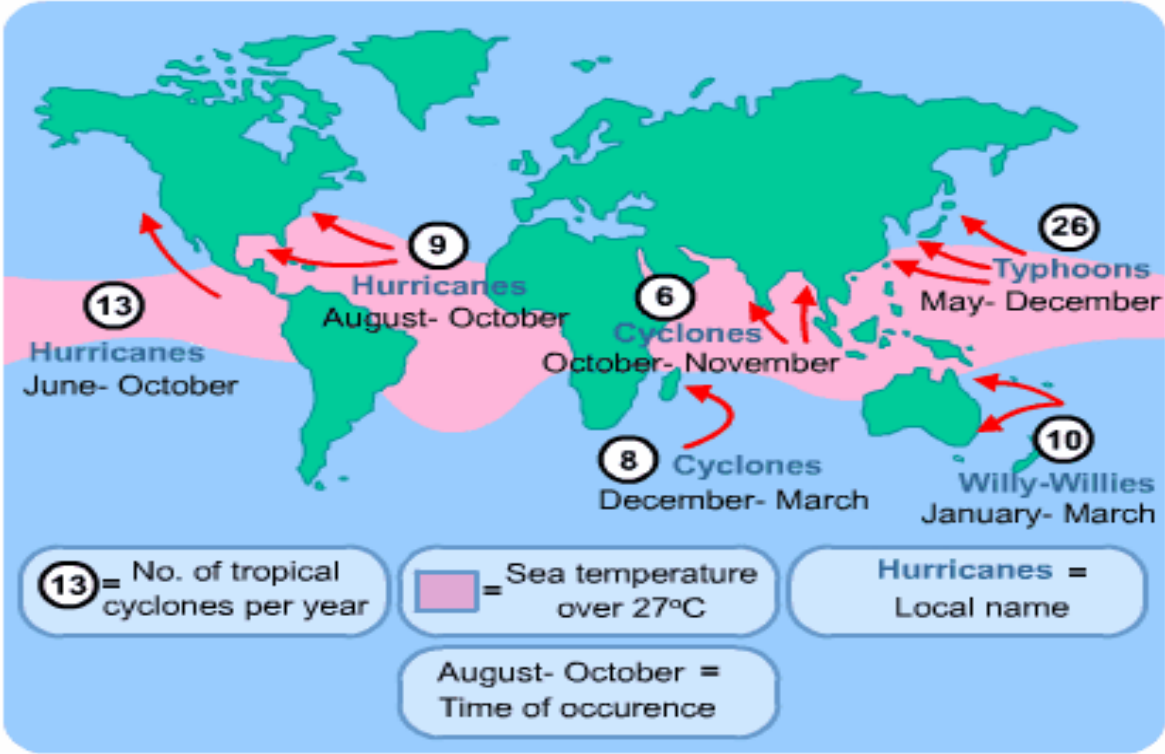 26
9
Typhoons
May- December
6
Hurricanes
August- October
13
Cyclones
October- November
Hurricanes
June- October
10
8
Cyclones
December- March
Willy-Willies
January- March
13 = No. of tropical
cyclones per year
= Sea temperature
over 27°C
Hurricanes =
Local name
August- October =
Time of occurence